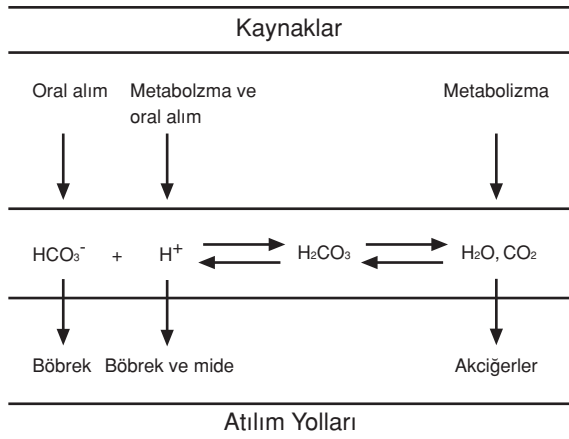 Kaynaklar
Oral alım Metabolzma ve oral alım Metabolizma
HCO₃⁻ + H⁺ H₂CO₃ H₂O, CO₂
Böbrek Böbrek ve mide Akciğerler
Atılım Yolları